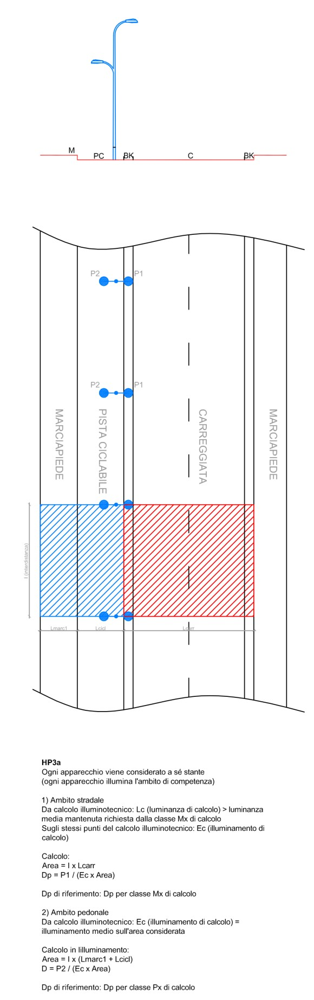 M
PC
BK
C
BK
P2
P1
P2
P1
MARCIAPIEDE
PISTA CICLABILE
CARREGGIATA
MARCIAPIEDE
I (interdistanza)
Lmarc1
Lcicl
Lcarr
HP3a
Ogni apparecchio viene considerato a sé stante
(ogni apparecchio illumina l'ambito di competenza)
1) Ambito stradale
Da calcolo illuminotecnico: Lc (luminanza di calcolo) > luminanza
media mantenuta richiesta dalla classe Mx di calcolo
Sugli stessi punti del calcolo illuminotecnico: Ec (illuminamento di
calcolo)
Calcolo:
Area = I x Lcarr
Dp = P1 / (Ec x Area)
Dp di riferimento: Dp per classe Mx di calcolo
2) Ambito pedonale
Da calcolo illuminotecnico: Ec (illuminamento di calcolo) =
illuminamento medio sull'area considerata
Calcolo in lilluminamento:
Area = I x (Lmarc1 + Lcicl)
D = P2 / (Ec x Area)
Dp di riferimento: Dp per classe Px di calcolo